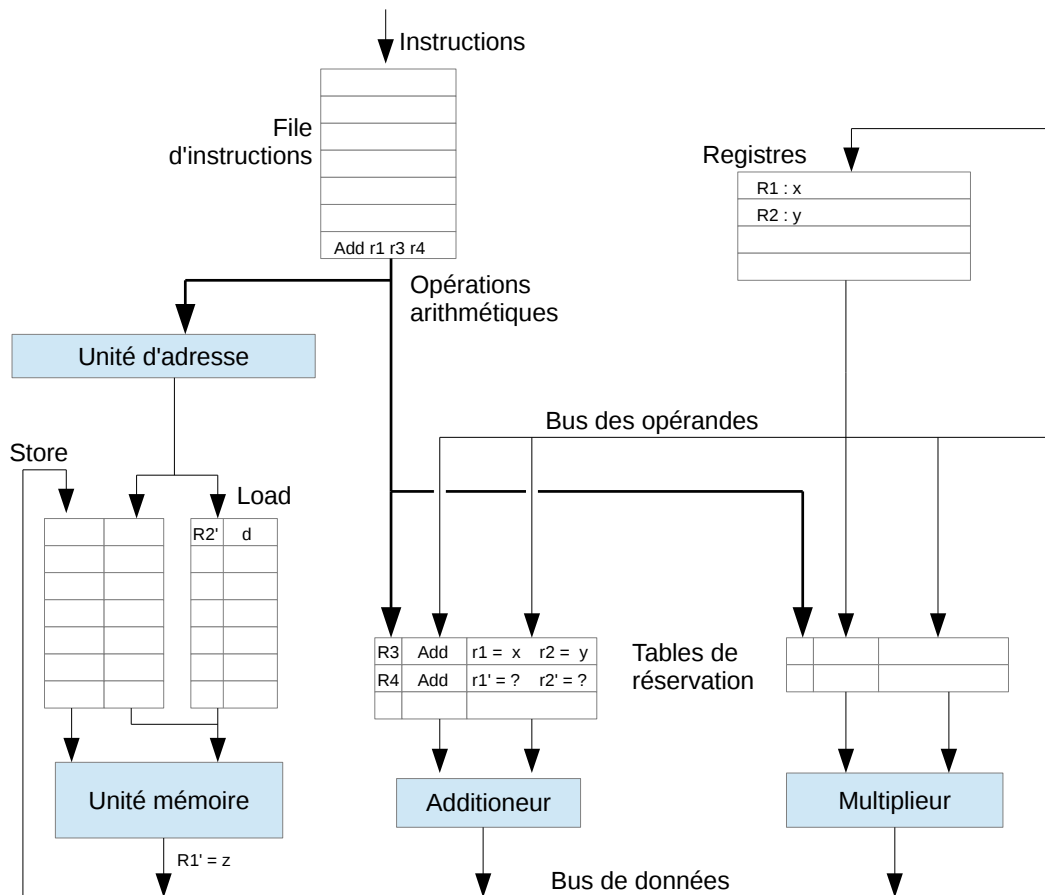 Instructions
File
d'instructions
Add r1 r3 r4
Registres
R1 : x
R2 : y
Opérations
arithmétiques
Unité d'adresse
Bus des opérandes
Store
Load
R2' d
R3 Add r1 = x r2 = y
R4 Add r1' = ? r2' = ?
Tables de
réservation
Unité mémoire
Additioneur
Multiplieur
R1' = z
Bus de données